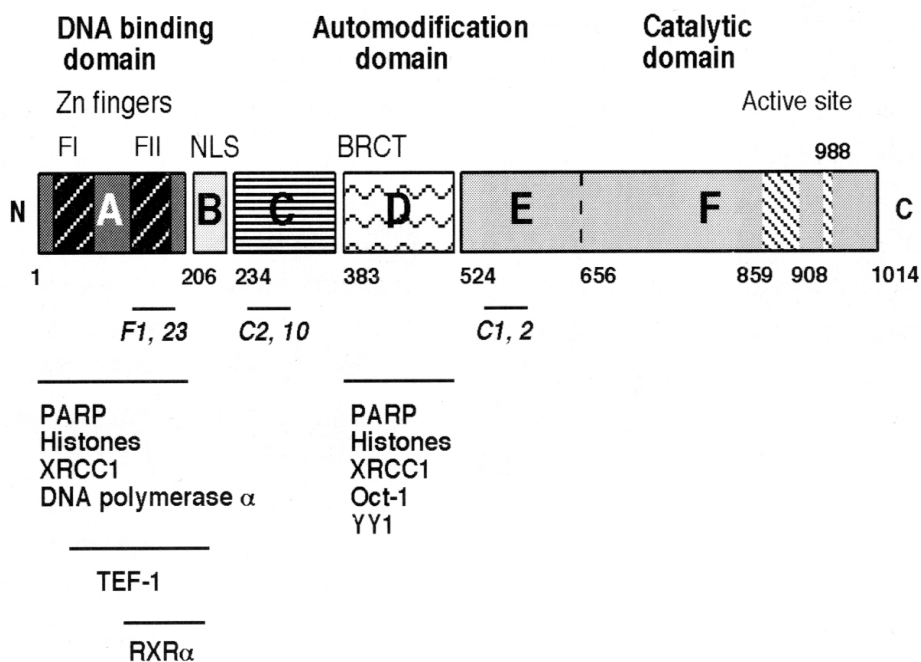 DNA binding domain
Automodification domain
Catalytic domain
Zn fingers
Active site
FI FII NLS BRCT 988
N A B C D E F C
1 206 234 383 524 656 859 908 1014
F1, 23 C2, 10 C1, 2
PARP
Histones
XRCC1
DNA polymerase α
PARP
Histones
XRCC1
Oct-1
YY1
TEF-1
RXRα